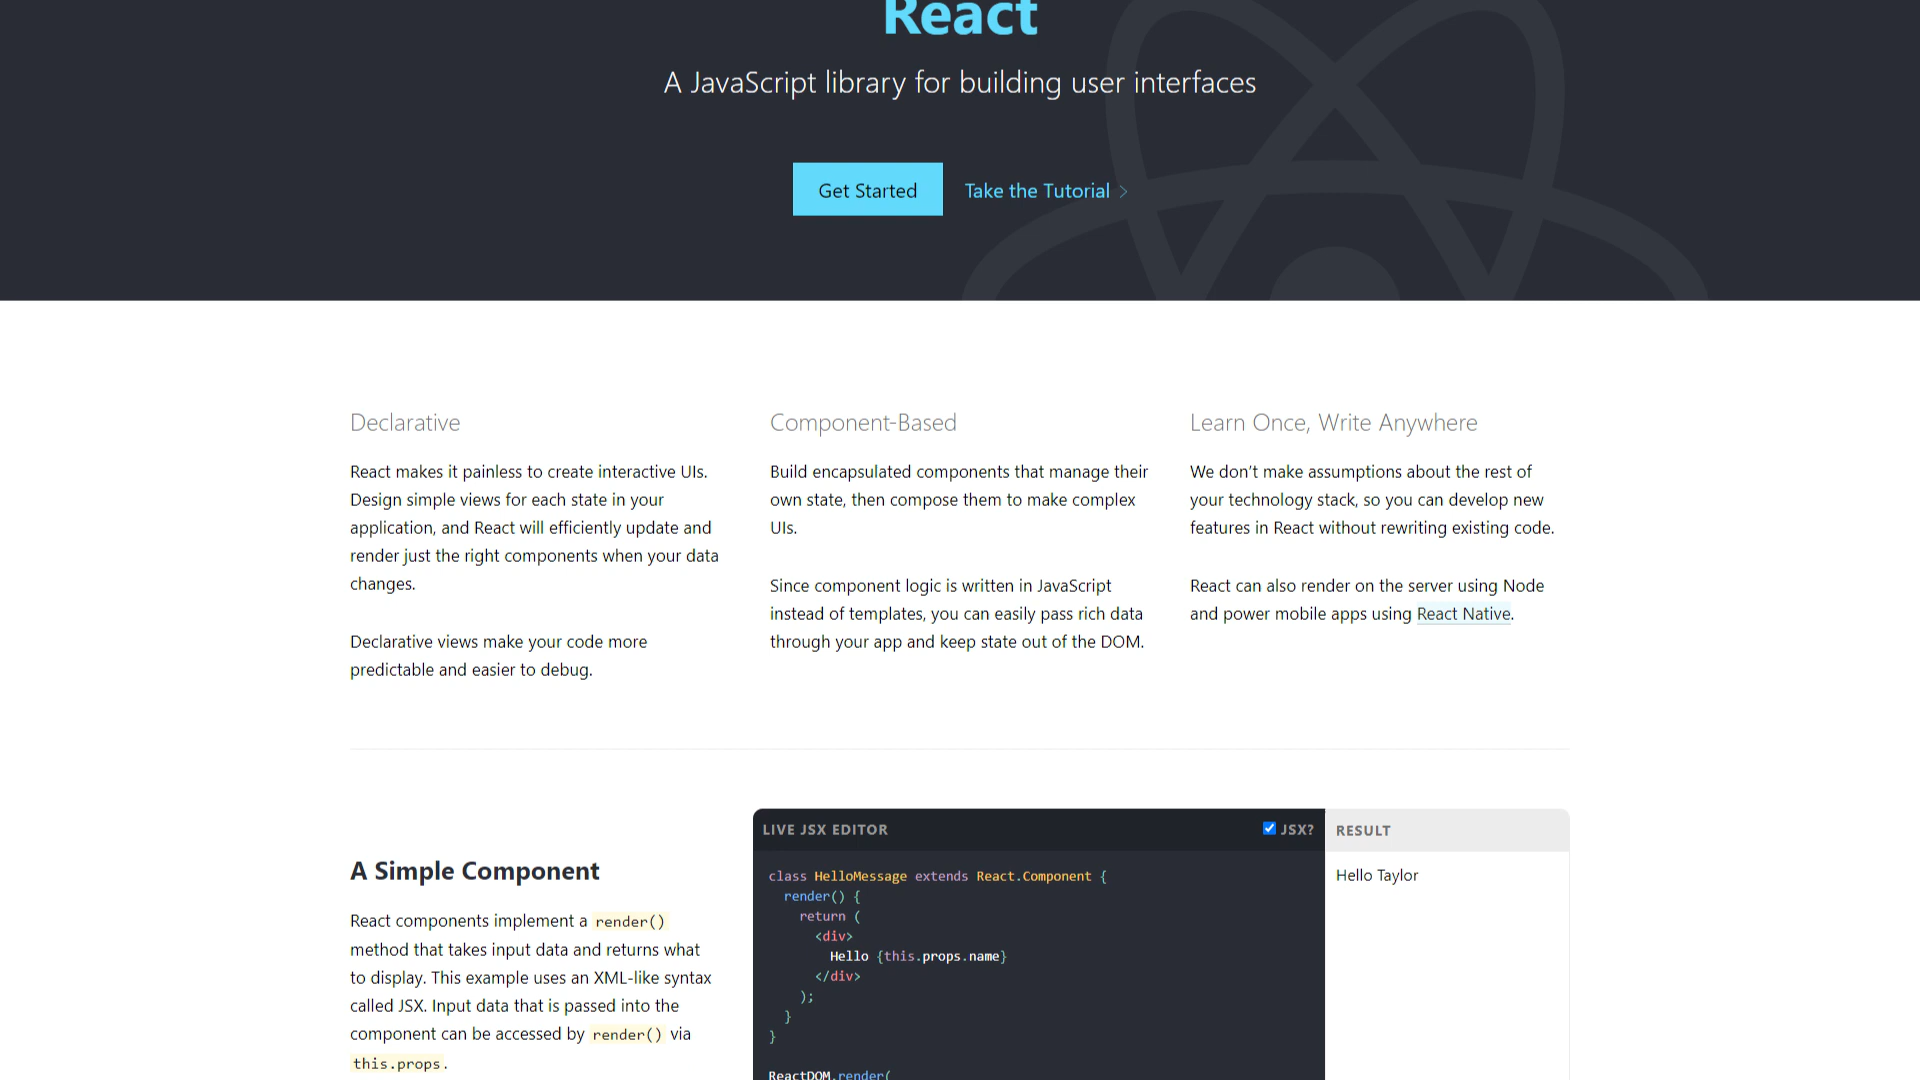 React
A JavaScript library for building user interfaces
Get Started
Take the Tutorial
Declarative
React makes it painless to create interactive UIs.
Design simple views for each state in your
application, and React will efficiently update and
render just the right components when your data
changes.
Declarative views make your code more
predictable and easier to debug.
Component-Based
Build encapsulated components that manage their
own state, then compose them to make complex
UIs.
Since component logic is written in JavaScript
instead of templates, you can easily pass rich data
through your app and keep state out of the DOM.
Learn Once, Write Anywhere
We don’t make assumptions about the rest of
your technology stack, so you can develop new
features in React without rewriting existing code.
React can also render on the server using Node
and power mobile apps using React Native.
A Simple Component
React components implement a render()
method that takes input data and returns what
to display. This example uses an XML-like syntax
called JSX. Input data that is passed into the
component can be accessed by render() via
this.props.
LIVE JSX EDITOR
JSX?
class HelloMessage extends React.Component {
  render() {
    return (
      <div>
        Hello {this.props.name}
      </div>
    );
  }
}
ReactDOM.render(
RESULT
Hello Taylor